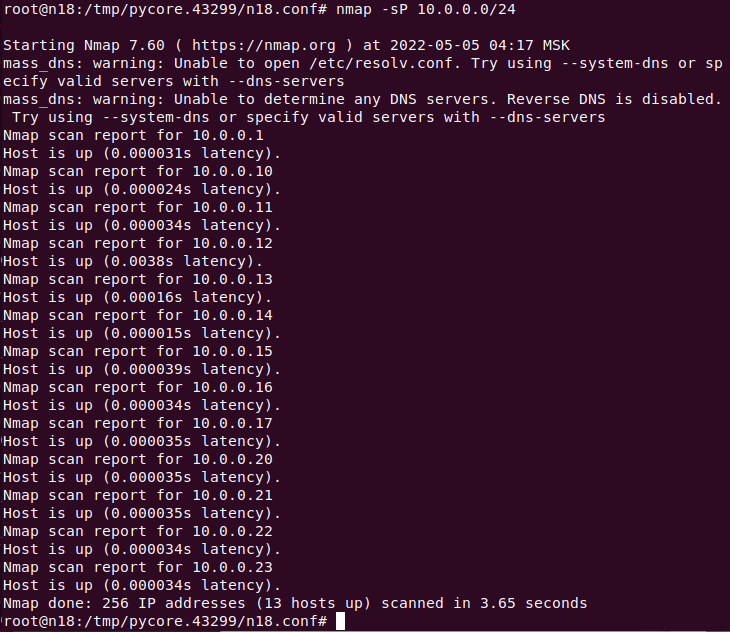 root@n18:/tmp/pycore.43299/n18.conf# nmap -sP 10.0.0.0/24
Starting Nmap 7.60 ( https://nmap.org ) at 2022-05-05 04:17 MSK
mass_dns: warning: Unable to open /etc/resolv.conf. Try using --system-dns or sp
ecify valid servers with --dns-servers
mass_dns: warning: Unable to determine any DNS servers. Reverse DNS is disabled.
 Try using --system-dns or specify valid servers with --dns-servers
Nmap scan report for 10.0.0.1
Host is up (0.000031s latency).
Nmap scan report for 10.0.0.10
Host is up (0.000024s latency).
Nmap scan report for 10.0.0.11
Host is up (0.000034s latency).
Nmap scan report for 10.0.0.12
Host is up (0.0038s latency).
Nmap scan report for 10.0.0.13
Host is up (0.00016s latency).
Nmap scan report for 10.0.0.14
Host is up (0.000015s latency).
Nmap scan report for 10.0.0.15
Host is up (0.000039s latency).
Nmap scan report for 10.0.0.16
Host is up (0.000034s latency).
Nmap scan report for 10.0.0.17
Host is up (0.000035s latency).
Nmap scan report for 10.0.0.20
Host is up (0.000035s latency).
Nmap scan report for 10.0.0.21
Host is up (0.000035s latency).
Nmap scan report for 10.0.0.22
Host is up (0.000034s latency).
Nmap scan report for 10.0.0.23
Host is up (0.000034s latency).
Nmap done: 256 IP addresses (13 hosts up) scanned in 3.65 seconds
root@n18:/tmp/pycore.43299/n18.conf#